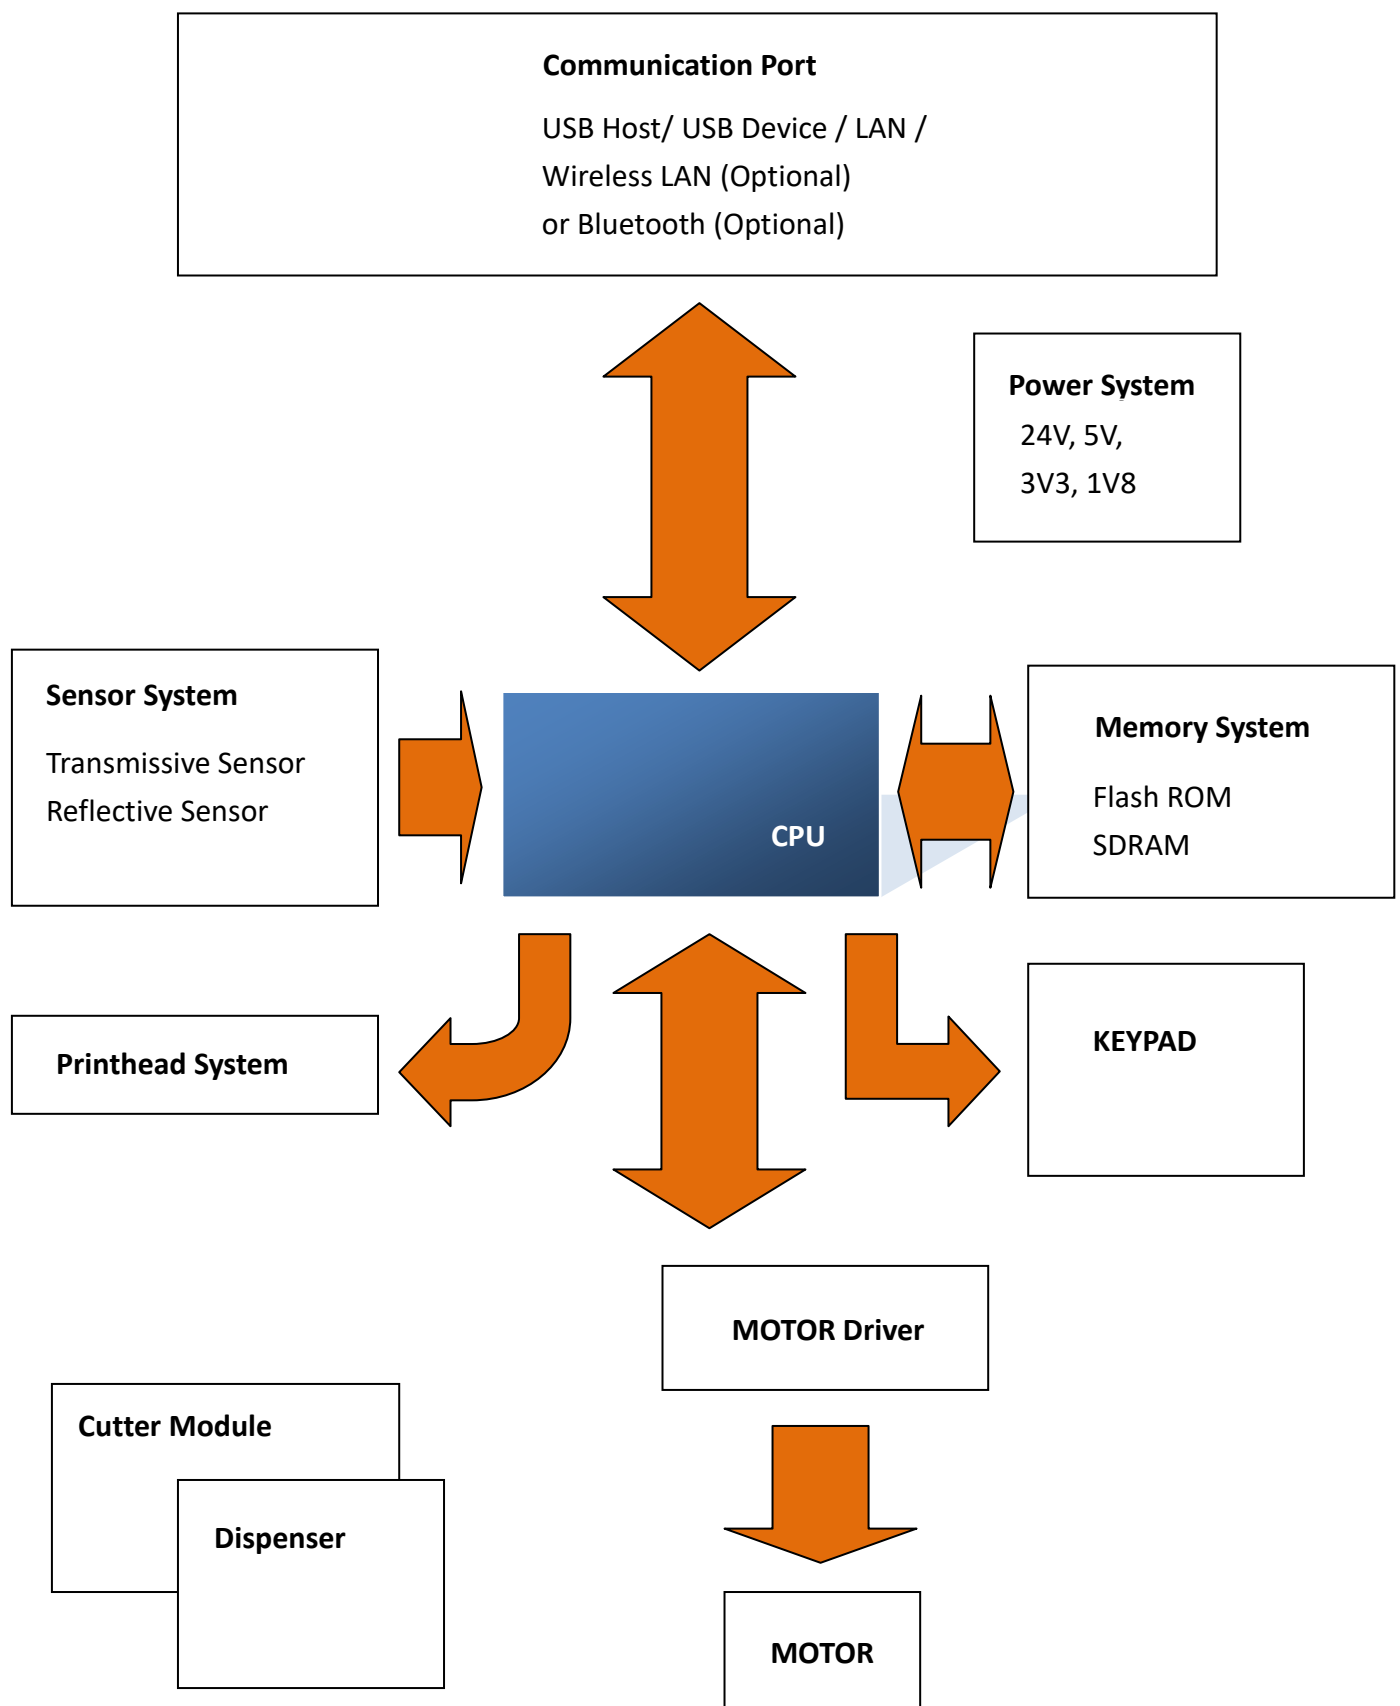 Communication Port
USB Host/ USB Device / LAN /
Wireless LAN (Optional)
or Bluetooth (Optional)
Power System
24V, 5V,
3V3, 1V8
Sensor System
Transmissive Sensor
Reflective Sensor
CPU
Memory System
Flash ROM
SDRAM
Printhead System
KEYPAD
MOTOR Driver
Cutter Module
Dispenser
MOTOR